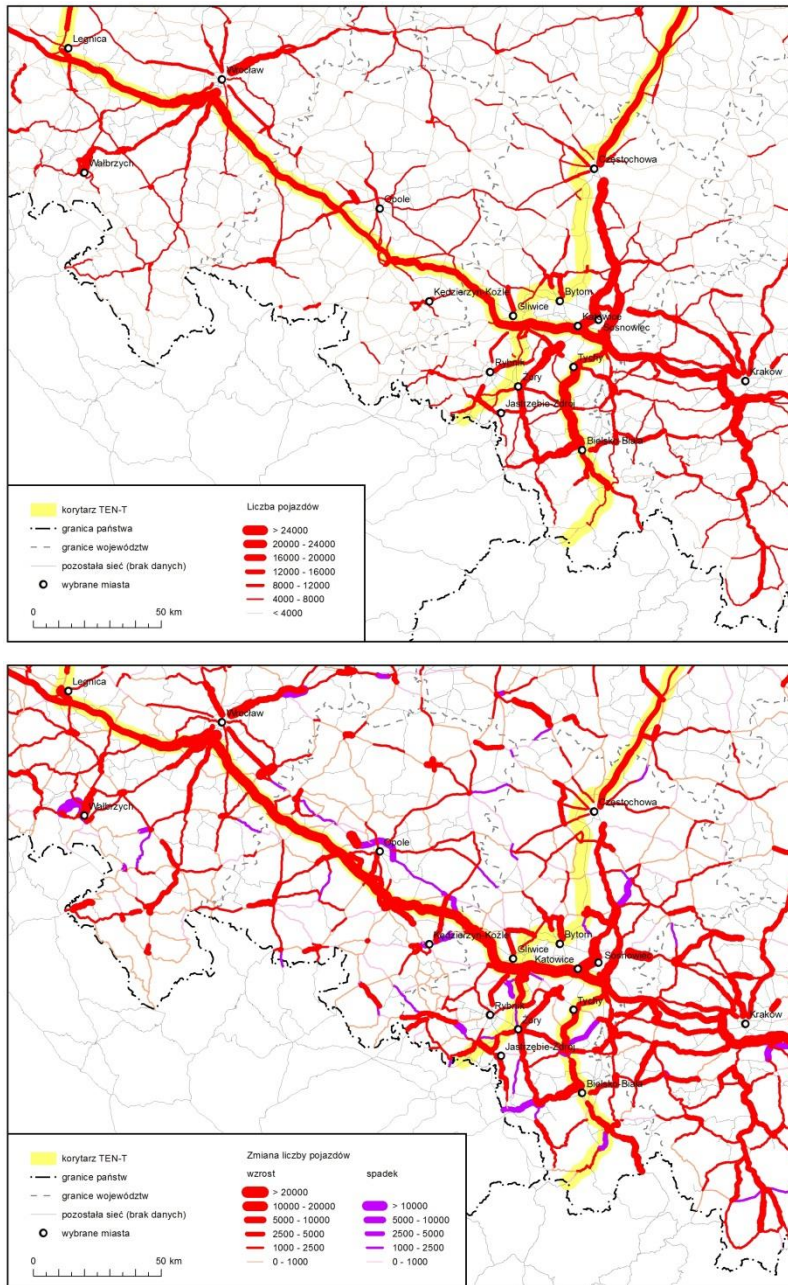 Legnica
Wrocław
Wałbrzych
Częstochowa
Opole
Kędzierzyn-Koźle
Bytom
Gliwice
Katowice
Sosnowiec
Tychy
Rybnik
Żory
Kraków
Jastrzębie-Zdrój
Bielsko-Biała
korytarz TEN-T
granica państwa
granice województw
pozostała sieć (brak danych)
wybrane miasta
0 50 km
Liczba pojazdów
> 24000
20000 - 24000
16000 - 20000
12000 - 16000
8000 - 12000
4000 - 8000
< 4000
Legnica
Wrocław
Wałbrzych
Częstochowa
Opole
Kędzierzyn-Koźle
Bytom
Gliwice
Katowice
Sosnowiec
Tychy
Rybnik
Żory
Kraków
Jastrzębie-Zdrój
Bielsko-Biała
korytarz TEN-T
granice państw
granice województw
pozostała sieć (brak danych)
wybrane miasta
0 50 km
Zmiana liczby pojazdów
wzrost
> 20000
10000 - 20000
5000 - 10000
2500 - 5000
1000 - 2500
0 - 1000
spadek
> 10000
5000 - 10000
2500 - 5000
1000 - 2500
0 - 1000